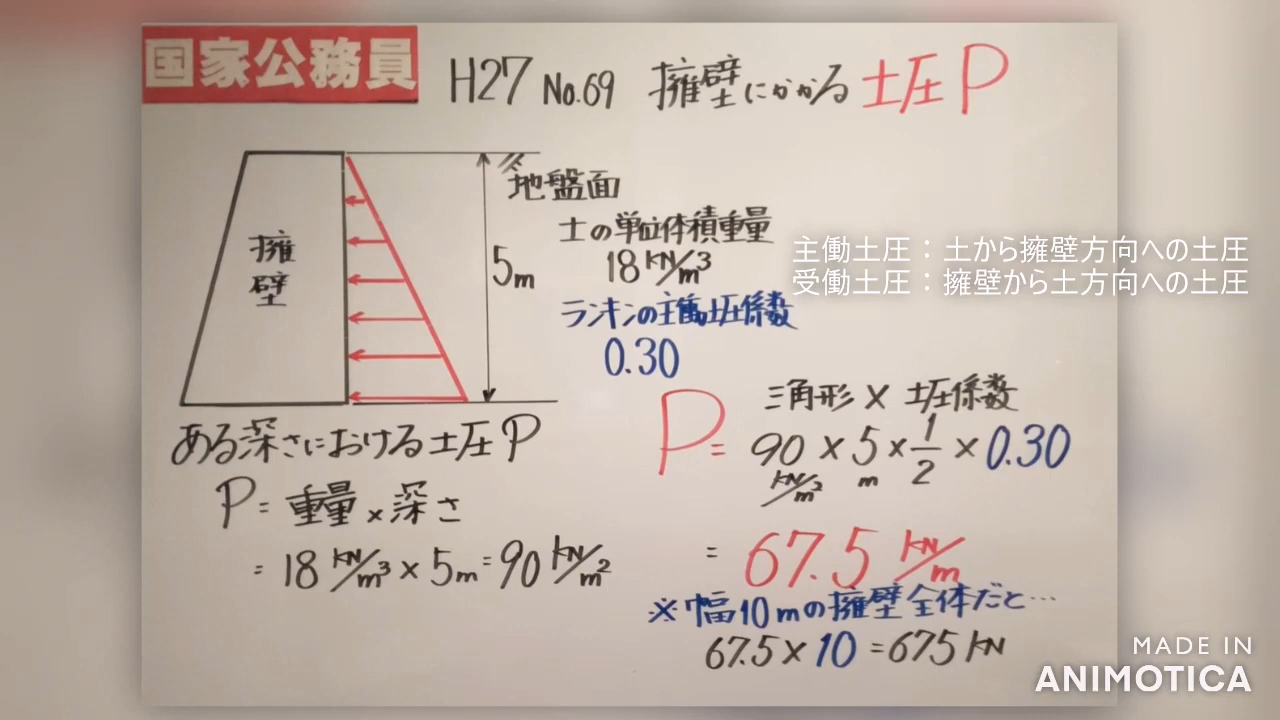 国家公務員
H27 No.69 擁壁にかかる土圧P
地盤面
擁壁
5m
土の単位体積重量
18 KN/m³
ランキンの主働土圧係数
0.30
主働土圧：土から擁壁方向への土圧
受働土圧：擁壁から土方向への土圧
ある深さにおける土圧P
P=重量×深さ
=18 KN/m³×5m=90 KN/m²
三角形×土圧係数
P=90 KN/m²×5m×1/2×0.30
=67.5 KN/m
※幅10mの擁壁全体だと…
67.5×10=675KN
MADE IN
ANIMOTICA